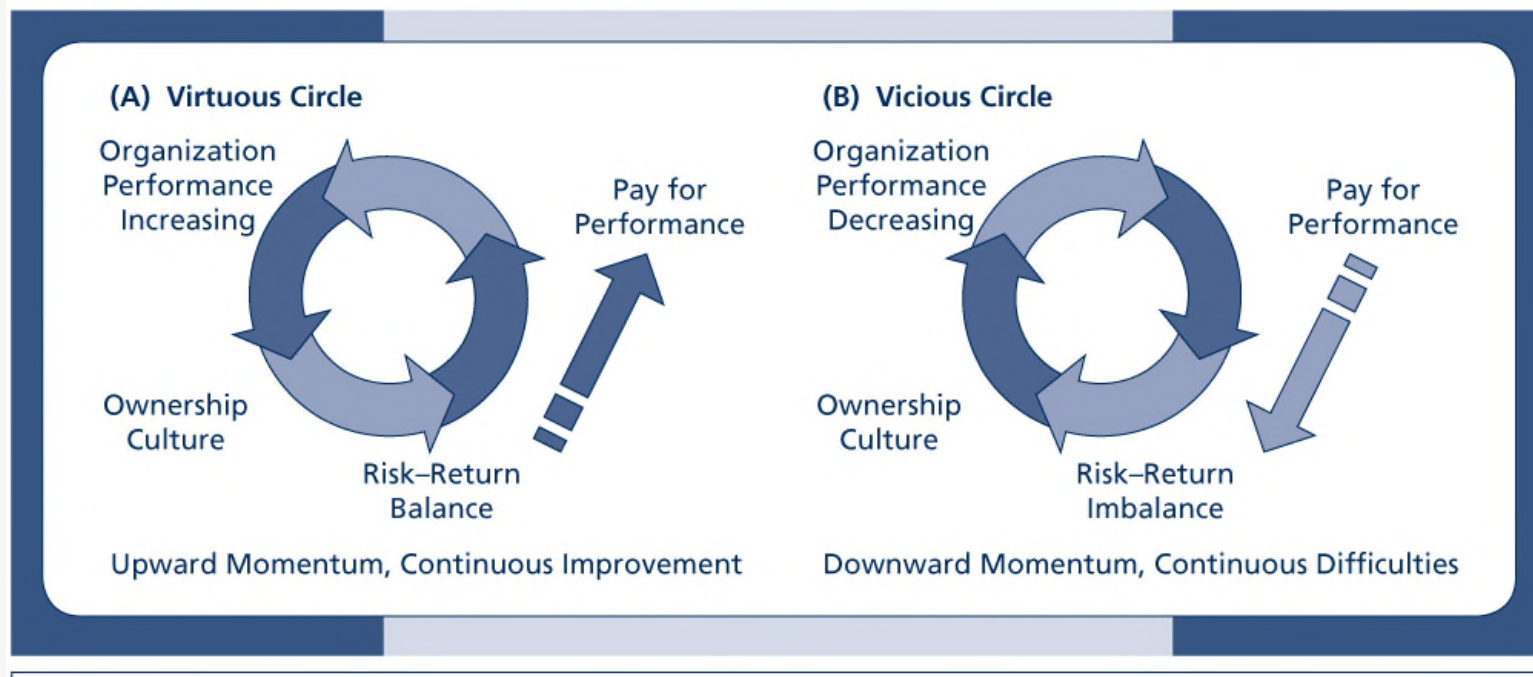 (A) Virtuous Circle
Organization
Performance
Increasing
Pay for
Performance
Ownership
Culture
Risk–Return
Balance
Upward Momentum, Continuous Improvement
(B) Vicious Circle
Organization
Performance
Decreasing
Pay for
Performance
Ownership
Culture
Risk–Return
Imbalance
Downward Momentum, Continuous Difficulties